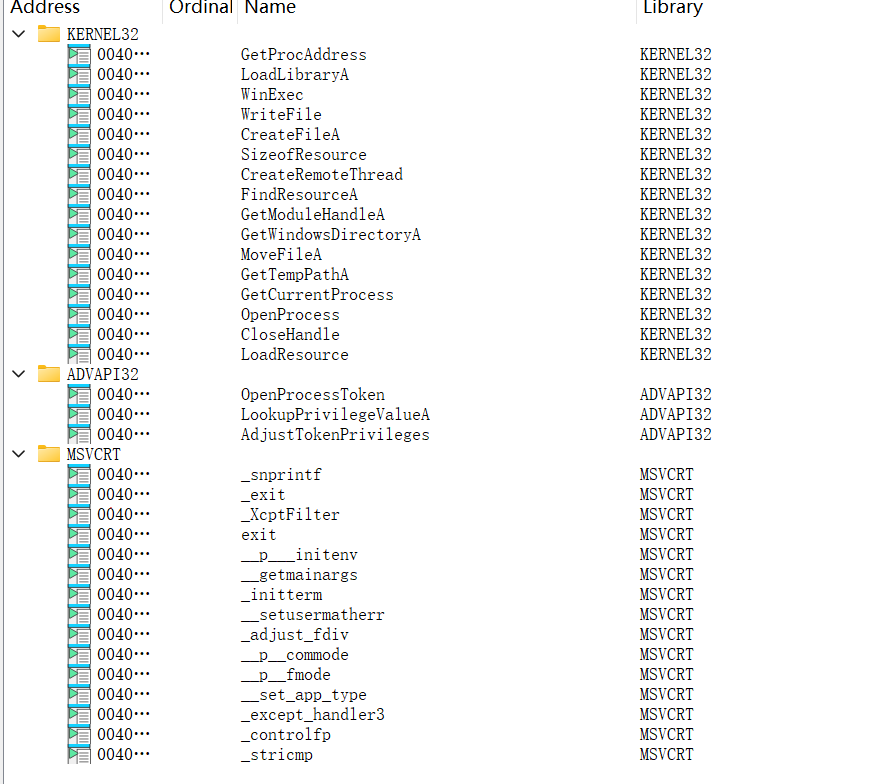 Address Ordinal Name Library
KERNEL32
0040··· GetProcAddress KERNEL32
0040··· LoadLibraryA KERNEL32
0040··· WinExec KERNEL32
0040··· WriteFile KERNEL32
0040··· CreateFileA KERNEL32
0040··· SizeofResource KERNEL32
0040··· CreateRemoteThread KERNEL32
0040··· FindResourceA KERNEL32
0040··· GetModuleHandleA KERNEL32
0040··· GetWindowsDirectoryA KERNEL32
0040··· MoveFileA KERNEL32
0040··· GetTempPathA KERNEL32
0040··· GetCurrentProcess KERNEL32
0040··· OpenProcess KERNEL32
0040··· CloseHandle KERNEL32
0040··· LoadResource KERNEL32
ADVAPI32
0040··· OpenProcessToken ADVAPI32
0040··· LookupPrivilegeValueA ADVAPI32
0040··· AdjustTokenPrivileges ADVAPI32
MSVCRT
0040··· _snprintf MSVCRT
0040··· _exit MSVCRT
0040··· _XcptFilter MSVCRT
0040··· exit MSVCRT
0040··· __p___initenv MSVCRT
0040··· __getmainargs MSVCRT
0040··· _initterm MSVCRT
0040··· __setusermatherr MSVCRT
0040··· _adjust_fdiv MSVCRT
0040··· __p__commode MSVCRT
0040··· __p__fmode MSVCRT
0040··· __set_app_type MSVCRT
0040··· _except_handler3 MSVCRT
0040··· _controlfp MSVCRT
0040··· _stricmp MSVCRT